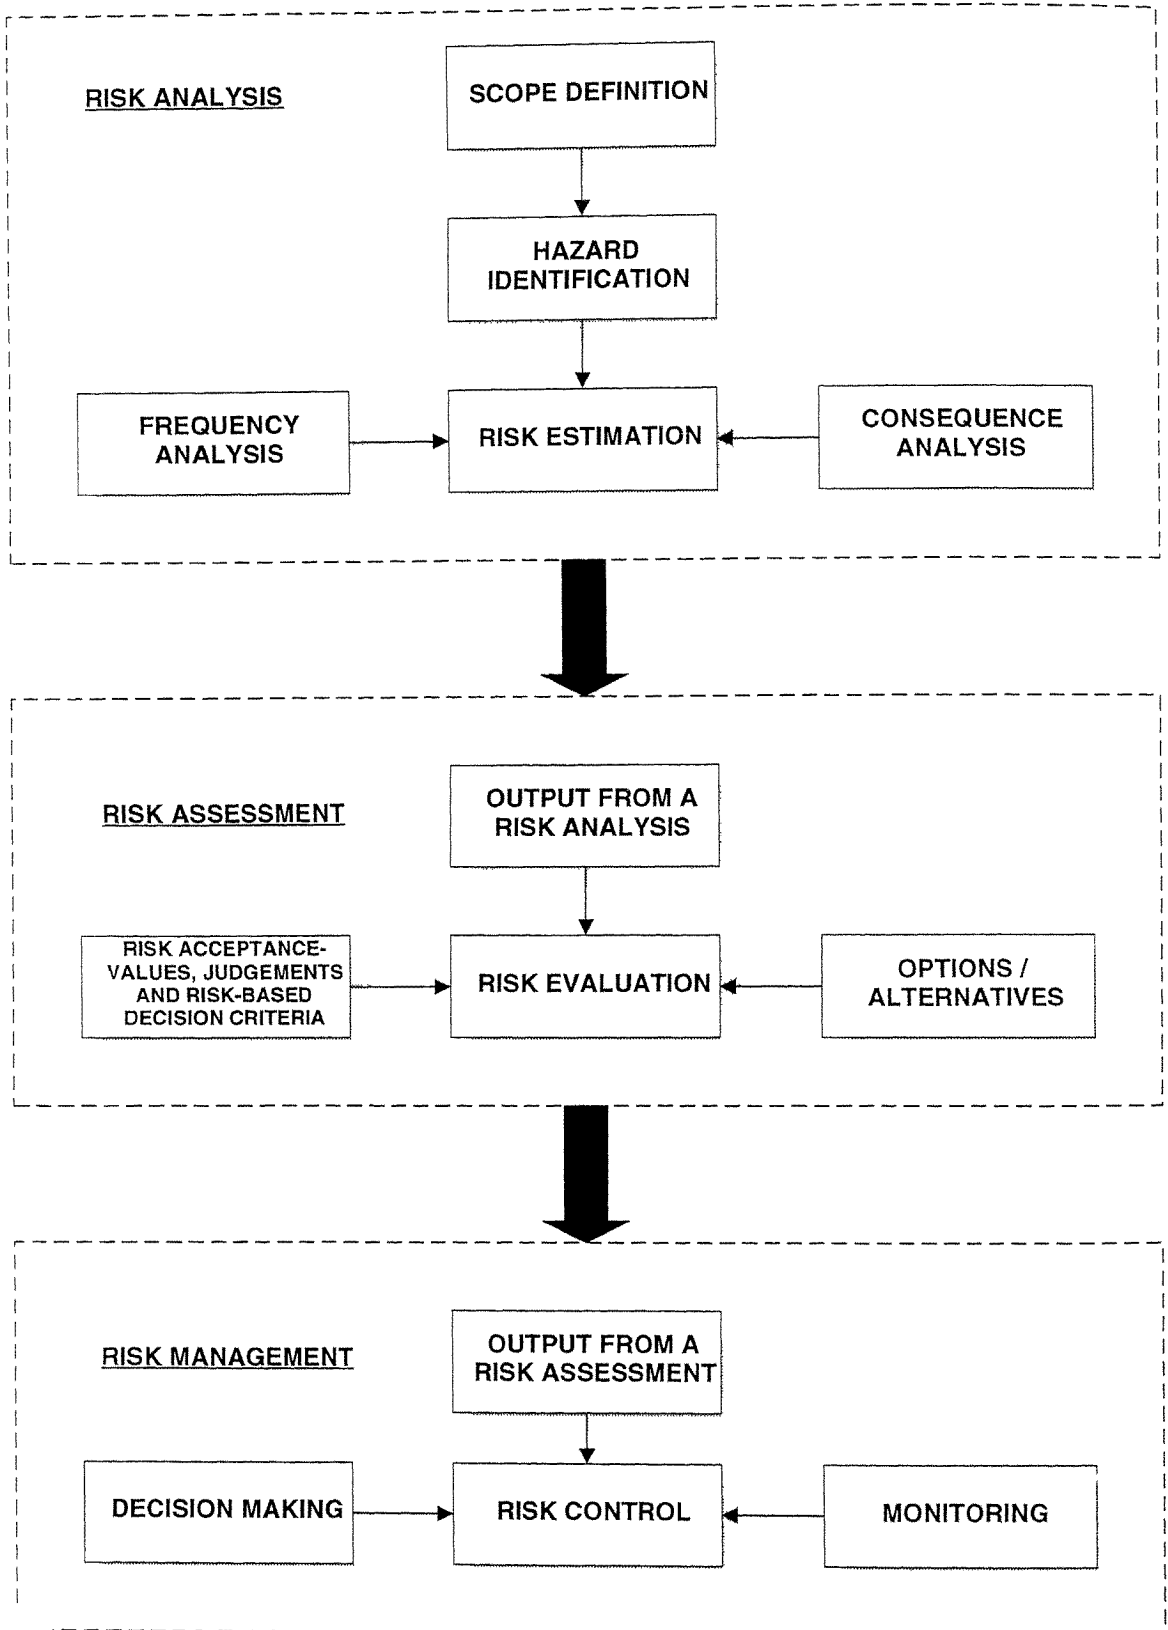 RISK ANALYSIS
SCOPE DEFINITION
HAZARD
IDENTIFICATION
FREQUENCY
ANALYSIS
RISK ESTIMATION
CONSEQUENCE
ANALYSIS
RISK ASSESSMENT
OUTPUT FROM A
RISK ANALYSIS
RISK ACCEPTANCE-
VALUES, JUDGEMENTS
AND RISK-BASED
DECISION CRITERIA
RISK EVALUATION
OPTIONS /
ALTERNATIVES
RISK MANAGEMENT
OUTPUT FROM A
RISK ASSESSMENT
DECISION MAKING
RISK CONTROL
MONITORING